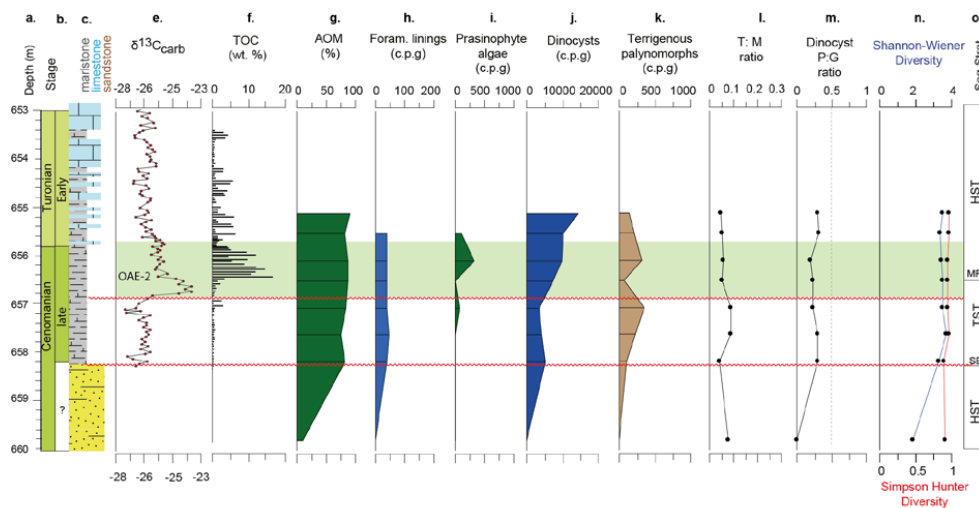 a. b. c. e. f. g. h. i. j. k. l. m. n. o
Depth (m)
Stage
marlstone
limestone
sandstone
δ13Ccarb
TOC
(wt. %)
AOM
(%)
Foram. linings
(c.p.g)
Prasinophyte
algae
(c.p.g)
Dinocysts
(c.p.g)
Terrigenous
palynomorphs
(c.p.g)
T: M
ratio
Dinocyst
P:G
ratio
Shannon-Wiener
Diversity
-28 -26 -25 -23
0 10 20
0 50 100
0 100 200
0 500 1000
0 10000 20000
0 500 1000
0 0.1 0.2 0.3
0 0.5 1
0 2 4
653
654
655
656
657
658
659
660
Turonian
Early
Cenomanian
late
?
OAE-2
HST
MF
TST
SB
HST
-28 -26 -25 -23
0 0.5 1
Simpson Hunter
Diversity